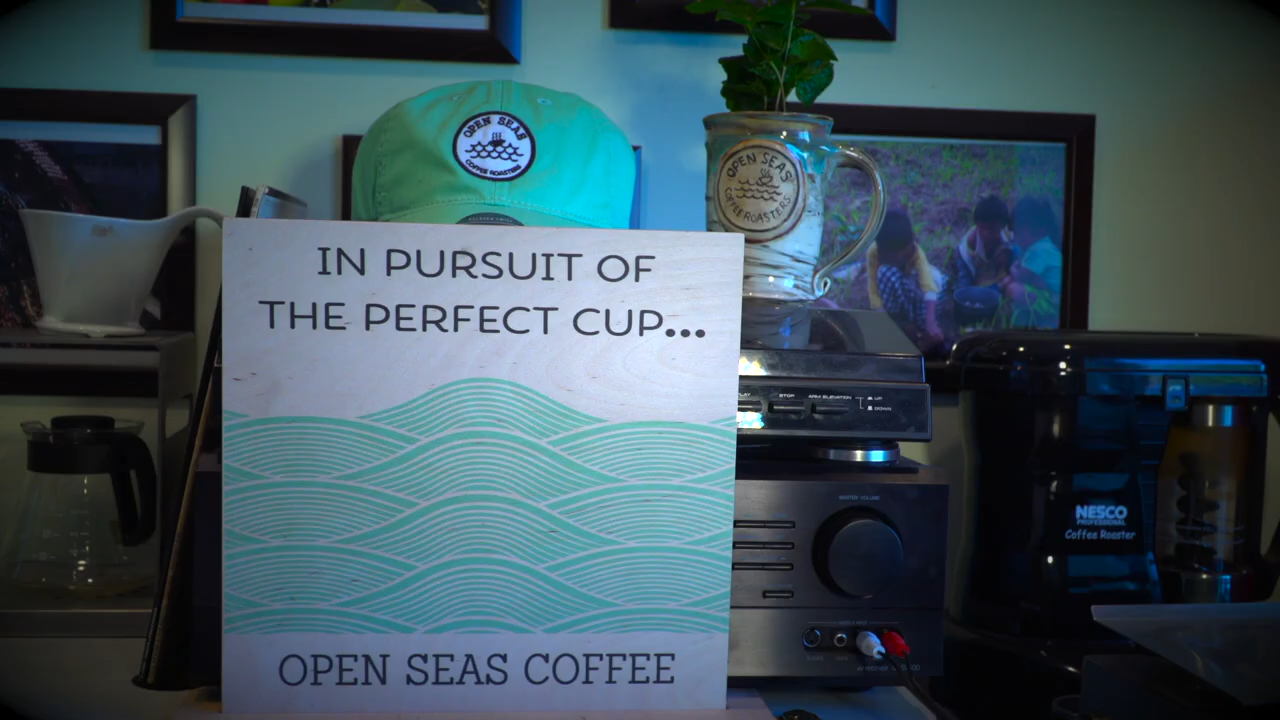 OPEN SEAS
COFFEE ROASTERS
OPEN SEAS
COFFEE ROASTERS
IN PURSUIT OF
THE PERFECT CUP...
OPEN SEAS COFFEE
STOP
ARM ELEVATION
UP
DOWN
MASTER VOLUME
NESCO
PROFESSIONAL
Coffee Roaster